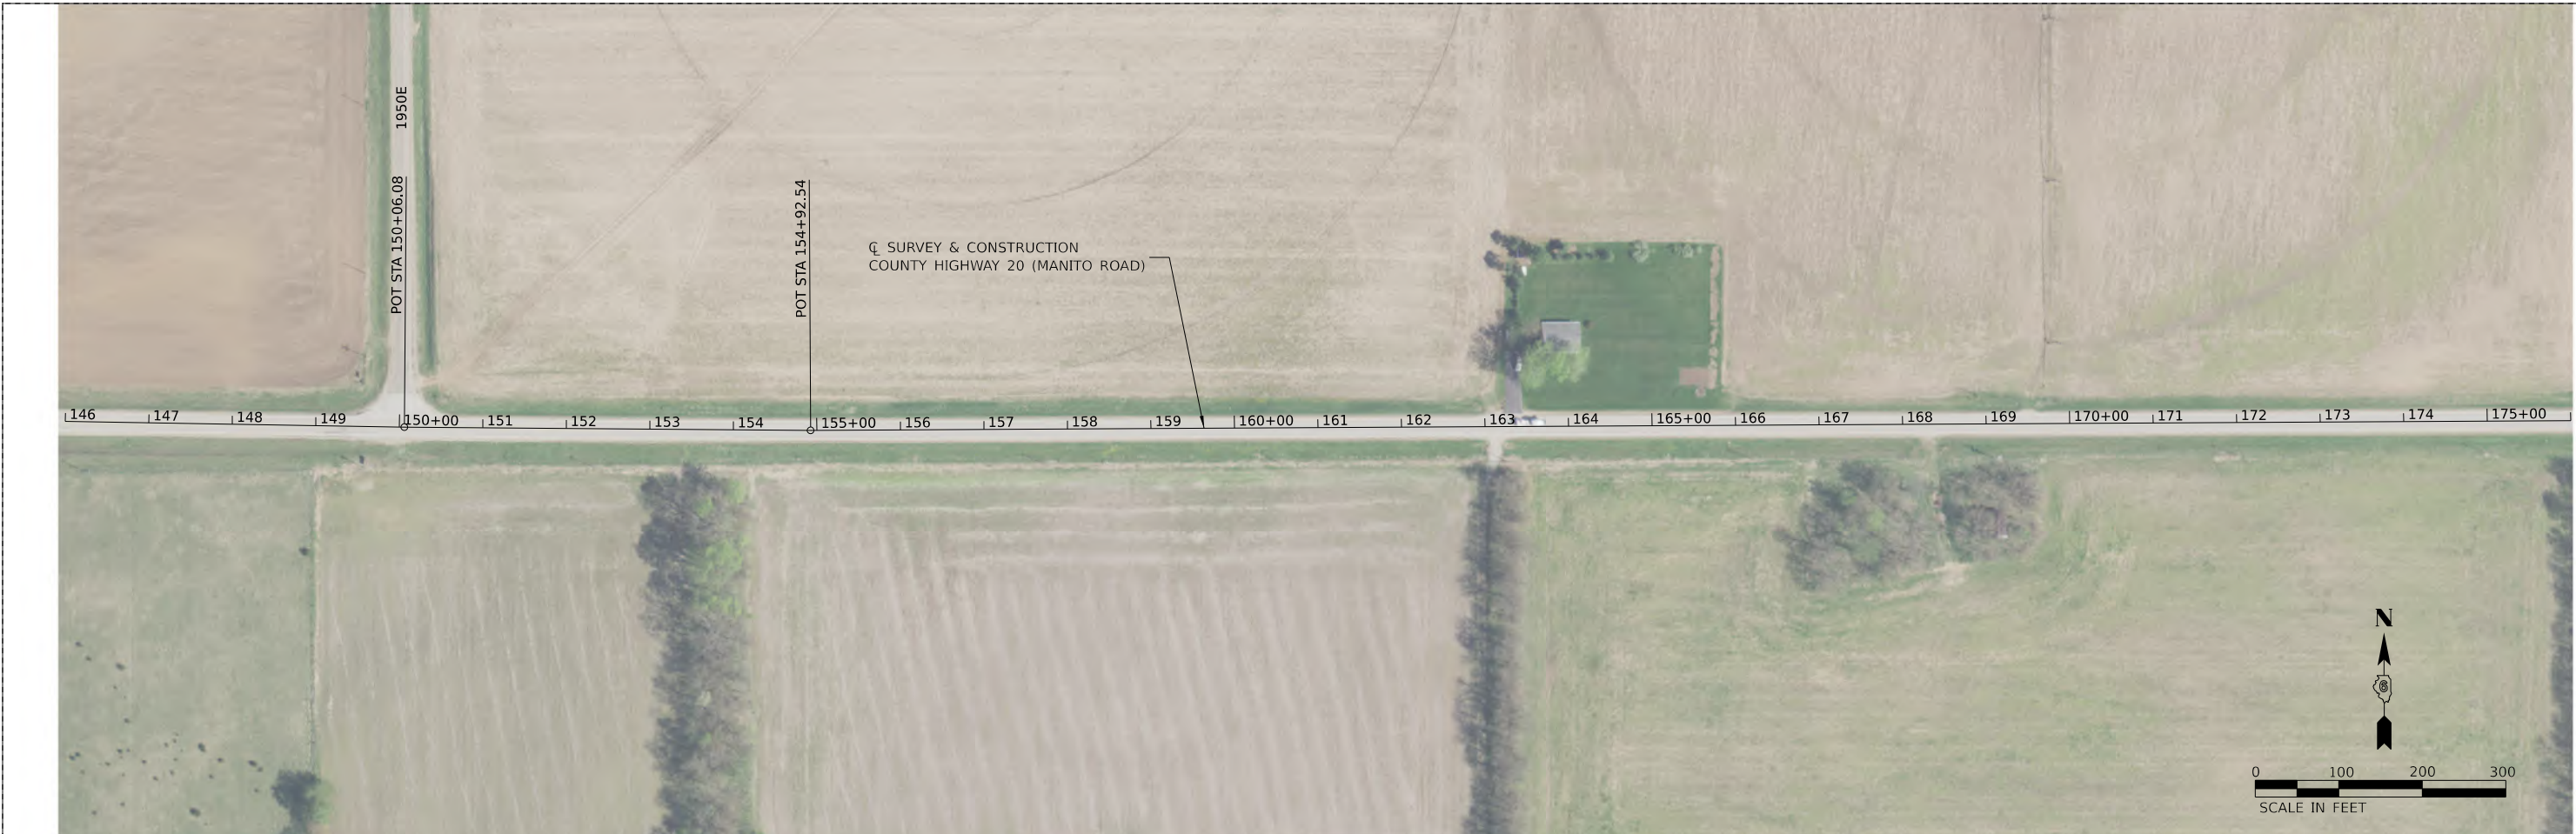 1950E
POT STA 150+06.08
POT STA 154+92.54
℄ SURVEY & CONSTRUCTION
COUNTY HIGHWAY 20 (MANITO ROAD)
146 147 148 149 150+00 151 152 153 154 155+00 156 157 158 159 160+00 161 162 163 164 165+00 166 167 168 169 170+00 171 172 173 174 175+00
N
6
0 100 200 300
SCALE IN FEET